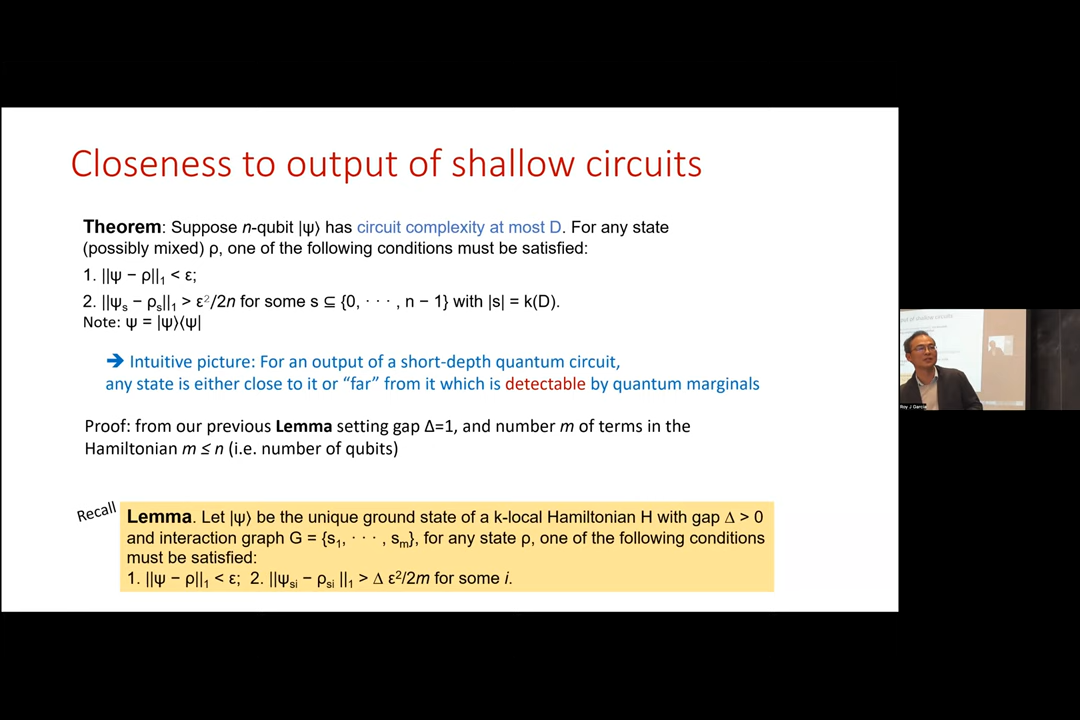 Closeness to output of shallow circuits
Theorem: Suppose n-qubit |ψ⟩ has circuit complexity at most D. For any state
(possibly mixed) ρ, one of the following conditions must be satisfied:
1. ||ψ − ρ||₁ < ε;
2. ||ψₛ − ρₛ||₁ > ε²/2n for some s ⊆ {0, · · · , n − 1} with |s| = k(D).
Note: ψ = |ψ⟩⟨ψ|
➔ Intuitive picture: For an output of a short-depth quantum circuit,
any state is either close to it or “far” from it which is detectable by quantum marginals
Proof: from our previous Lemma setting gap Δ=1, and number m of terms in the
Hamiltonian m ≤ n (i.e. number of qubits)
Recall
Lemma. Let |ψ⟩ be the unique ground state of a k-local Hamiltonian H with gap Δ > 0
and interaction graph G = {s₁, · · · , sₘ}, for any state ρ, one of the following conditions
must be satisfied:
1. ||ψ − ρ||₁ < ε; 2. ||ψₛᵢ − ρₛᵢ ||₁ > Δ ε²/2m for some i.
Roy J Garcia